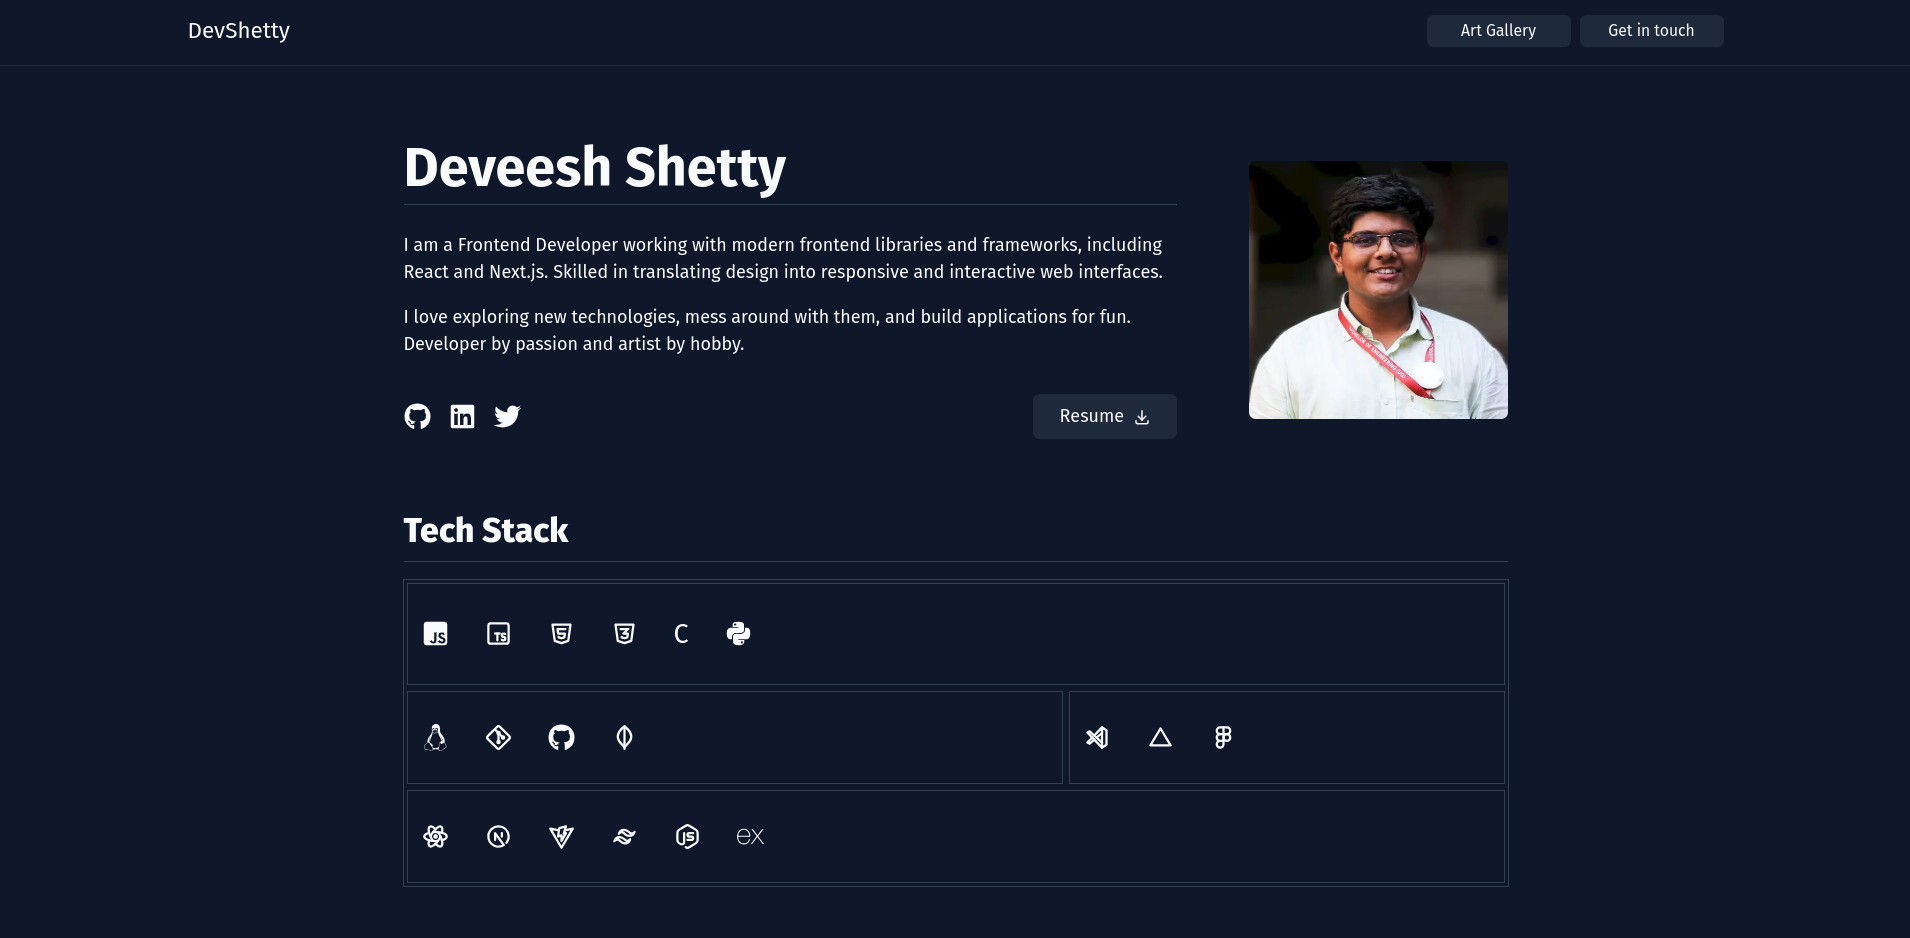 DevShetty
Art Gallery
Get in touch
Deveesh Shetty
I am a Frontend Developer working with modern frontend libraries and frameworks, including
React and Next.js. Skilled in translating design into responsive and interactive web interfaces.
I love exploring new technologies, mess around with them, and build applications for fun.
Developer by passion and artist by hobby.
Resume
Tech Stack
JS
TS
5
3
C
N
JS
ex